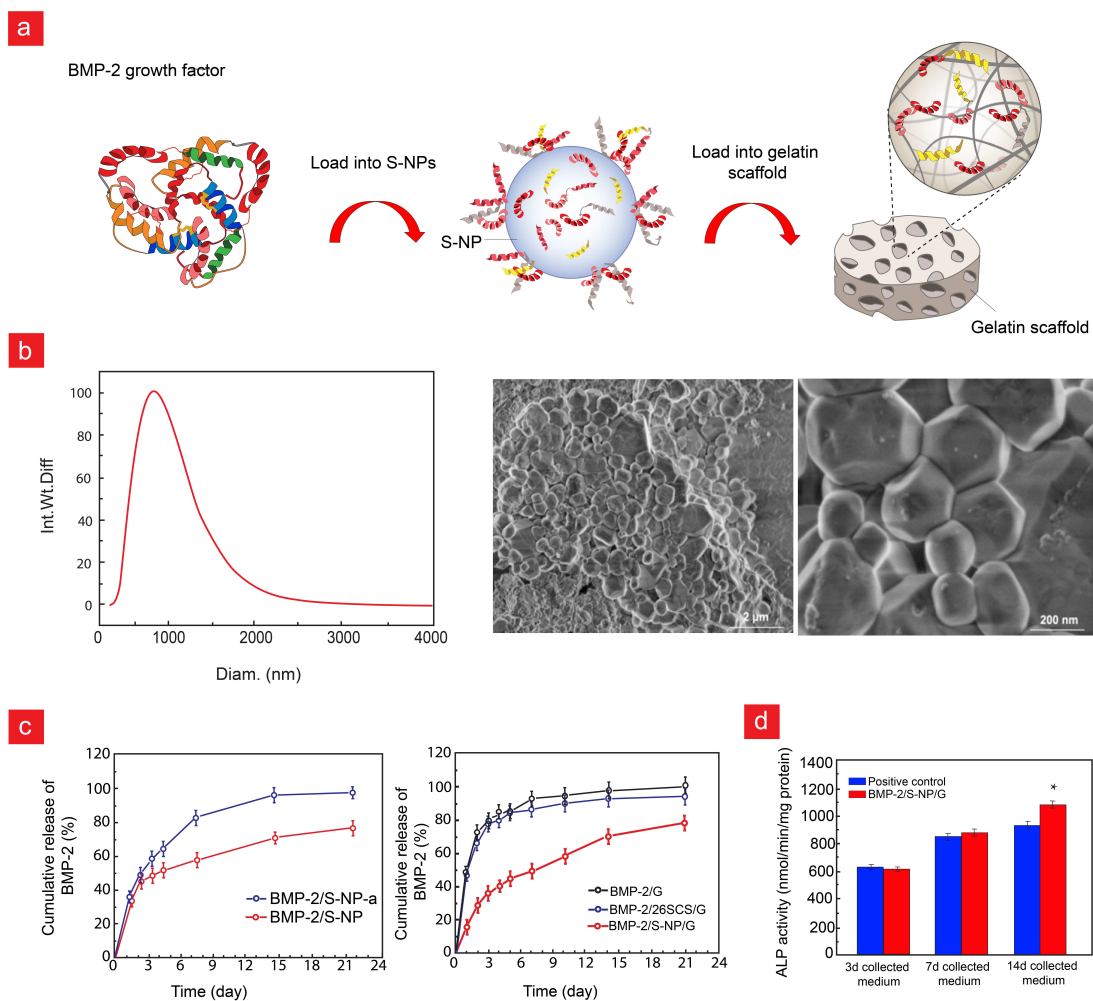 a
BMP-2 growth factor
Load into S-NPs
S-NP
Load into gelatin
scaffold
Gelatin scaffold
b
Int.Wt.Diff
100
80
60
40
20
0
0
1000
2000
3000
4000
Diam. (nm)
2 µm
200 nm
c
Cumulative release of
BMP-2 (%)
120
100
80
60
40
20
0
0 3 6 9 13 15 18 21 24
BMP-2/S-NP-a
BMP-2/S-NP
Time (day)
Cumulative release of
BMP-2 (%)
120
100
80
60
40
20
0
0 3 6 9 12 15 18 21 24
BMP-2/G
BMP-2/26SCS/G
BMP-2/S-NP/G
Time (day)
d
ALP activity (nmol/min/mg protein)
1400
1200
1000
800
600
400
200
0
Positive control
BMP-2/S-NP/G
*
3d collected
medium
7d collected
medium
14d collected
medium